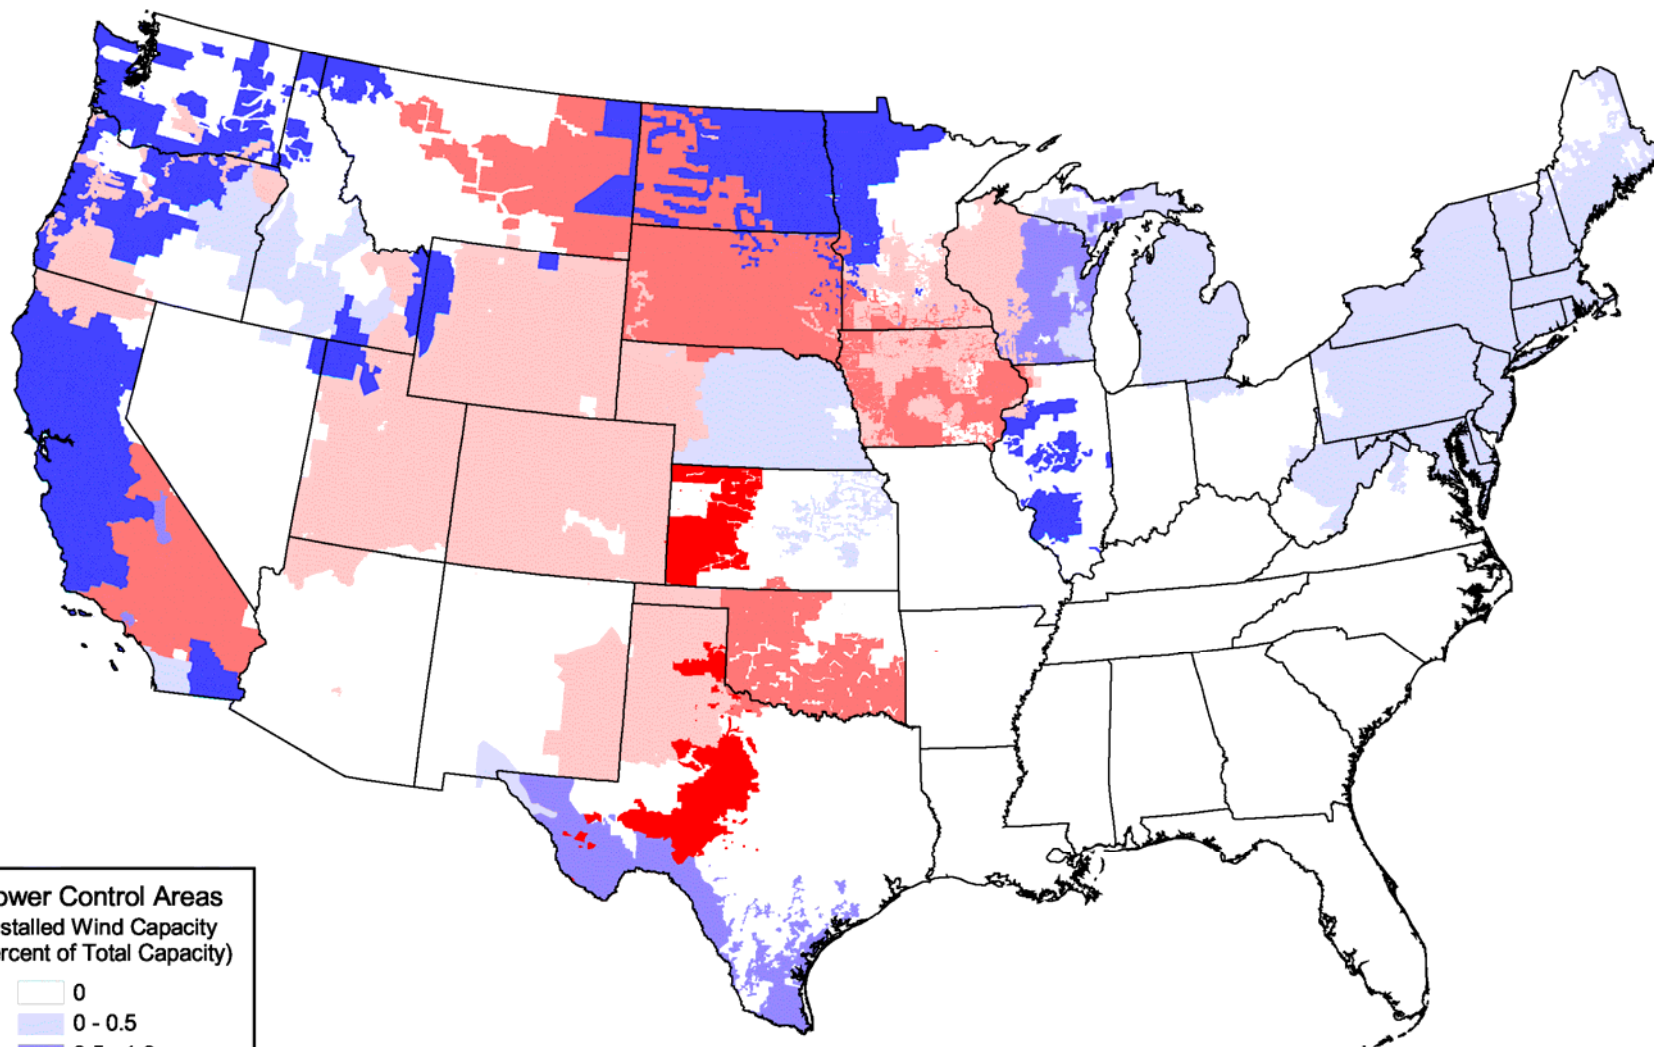 ower Control Areas
stalled Wind Capacity
rcent of Total Capacity)
0
0 - 0.5